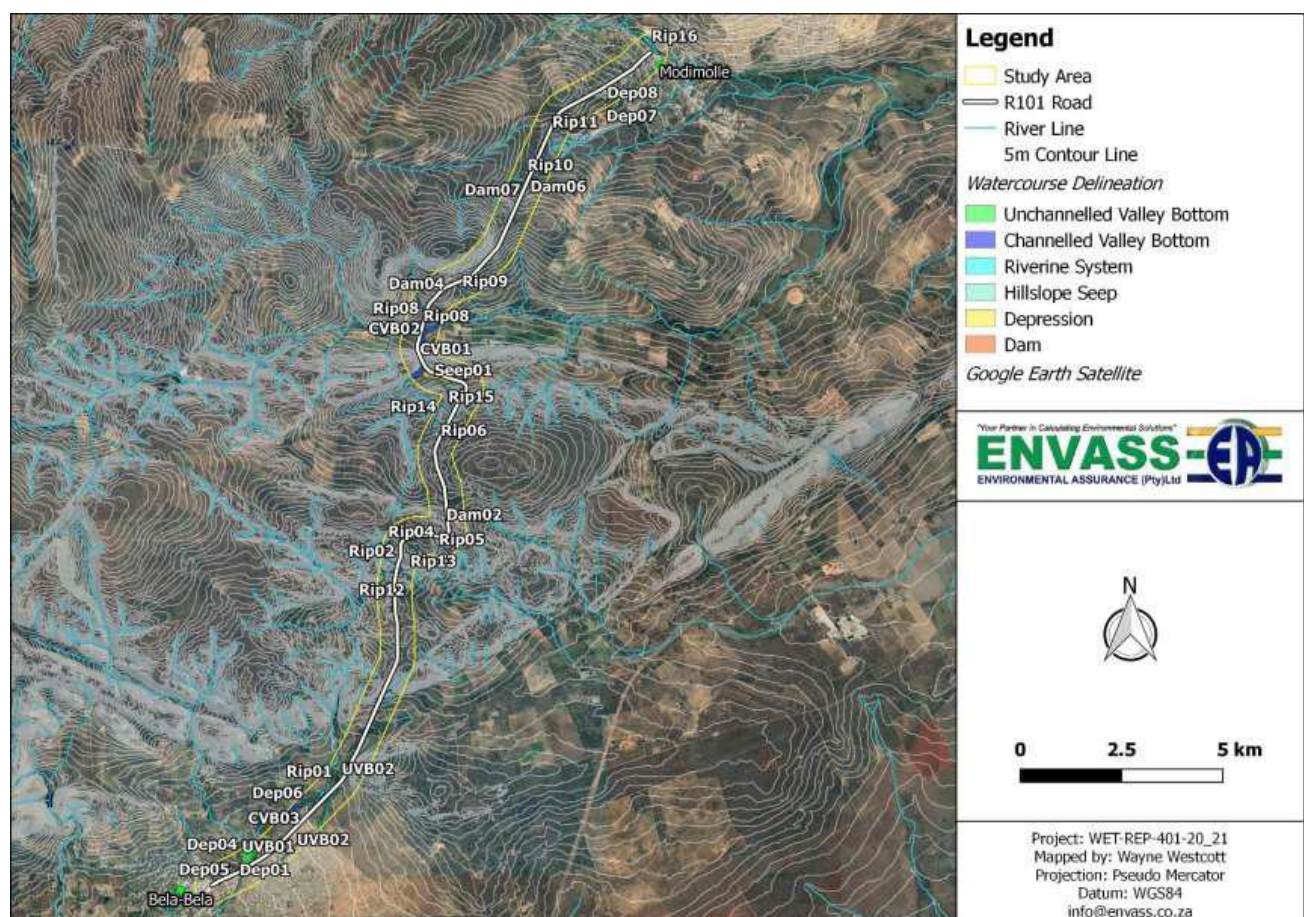 Rip16
Modimolle
Dep08
Dep07
Rip11
Rip10
Dam07
Dam06
Dam04
Rip09
Rip08
Rip08
CVB02
CVB01
Seep01
Rip15
Rip14
Rip06
Dam02
Rip04
Rip05
Rip02
Rip13
Rip12
Rip01
UVB02
Dep06
CVB03
UVB02
Dep04
UVB01
Dep05
Dep01
Bela-Bela
Legend
Study Area
R101 Road
River Line
5m Contour Line
Watercourse Delineation
Unchannelled Valley Bottom
Channelled Valley Bottom
Riverine System
Hillslope Seep
Depression
Dam
Google Earth Satellite
"Your Partner in Calculating Environmental Solutions"
ENVASS EA
ENVIRONMENTAL ASSURANCE (Pty)Ltd
N
0 2.5 5 km
Project: WET-REP-401-20_21
Mapped by: Wayne Westcott
Projection: Pseudo Mercator
Datum: WGS84
info@envass.co.za